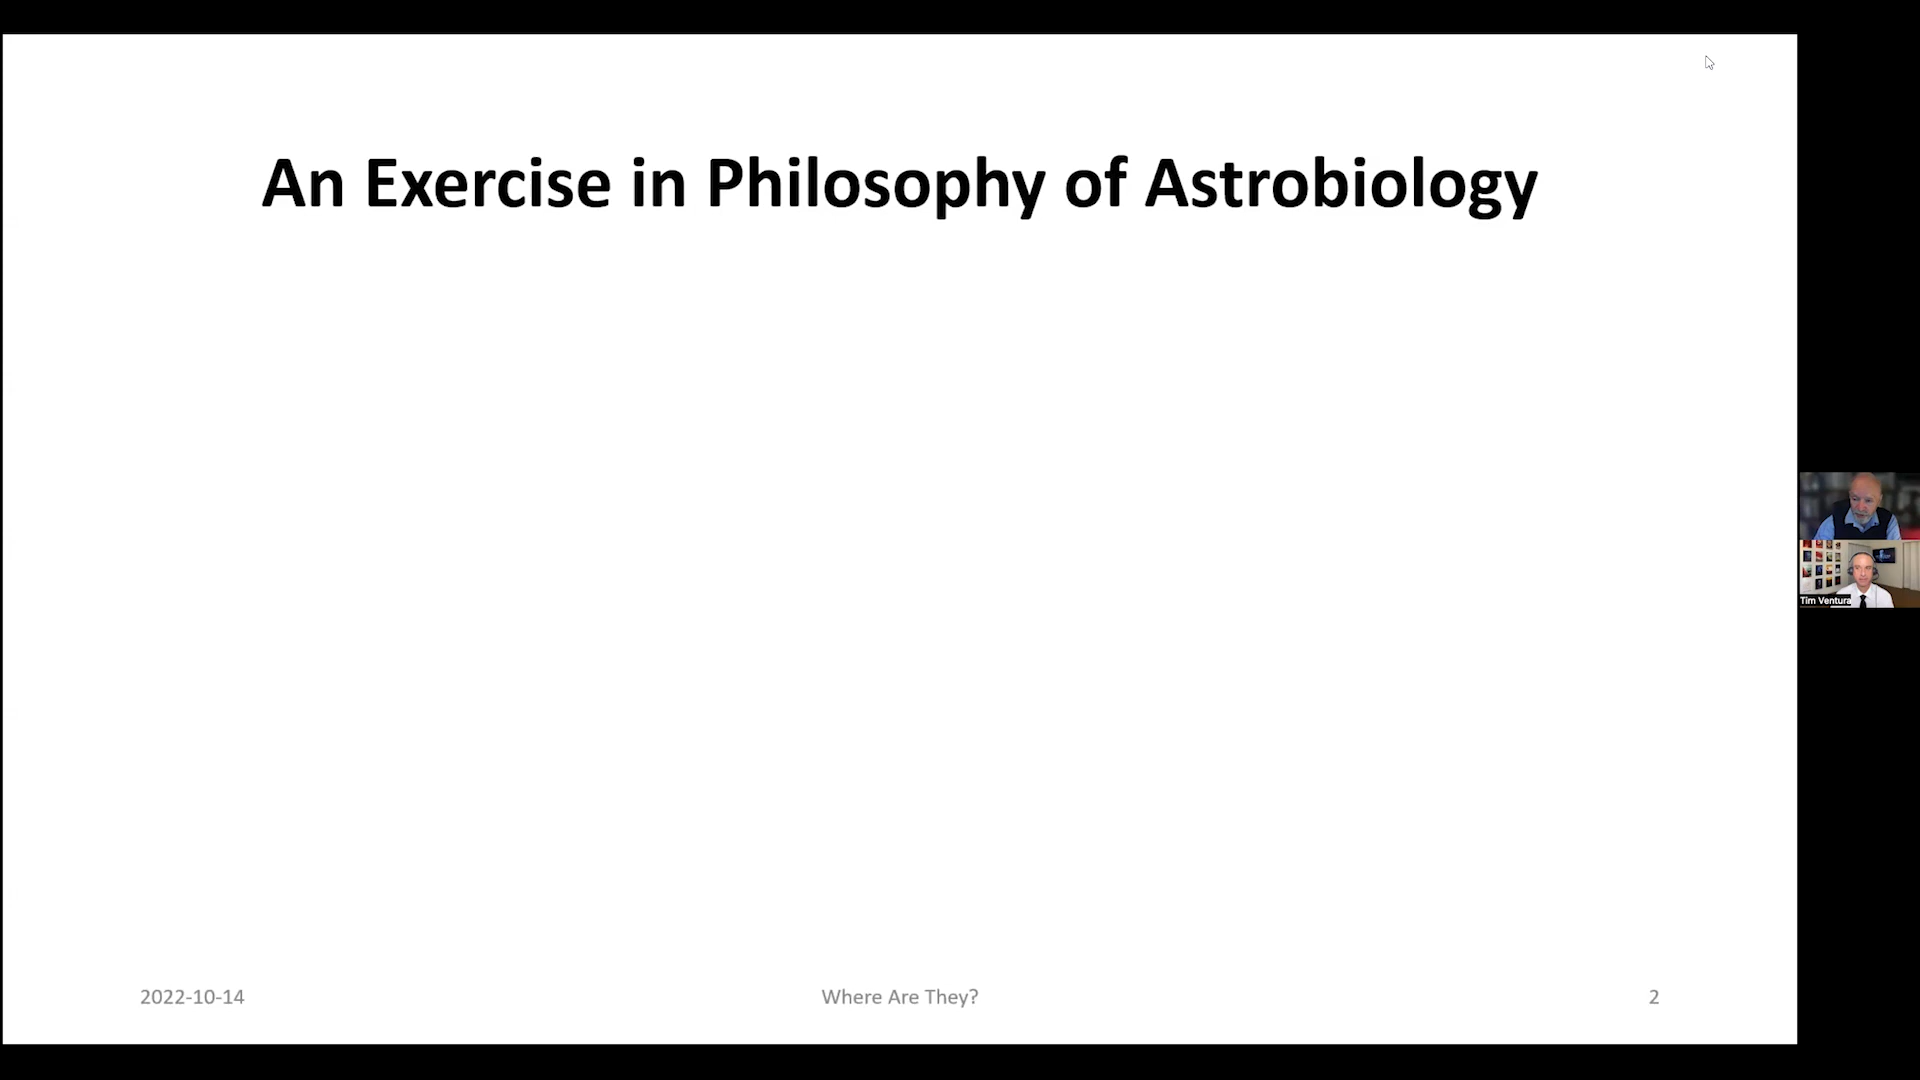 An Exercise in Philosophy of Astrobiology
Tim Ventura
2022-10-14
Where Are They?
2